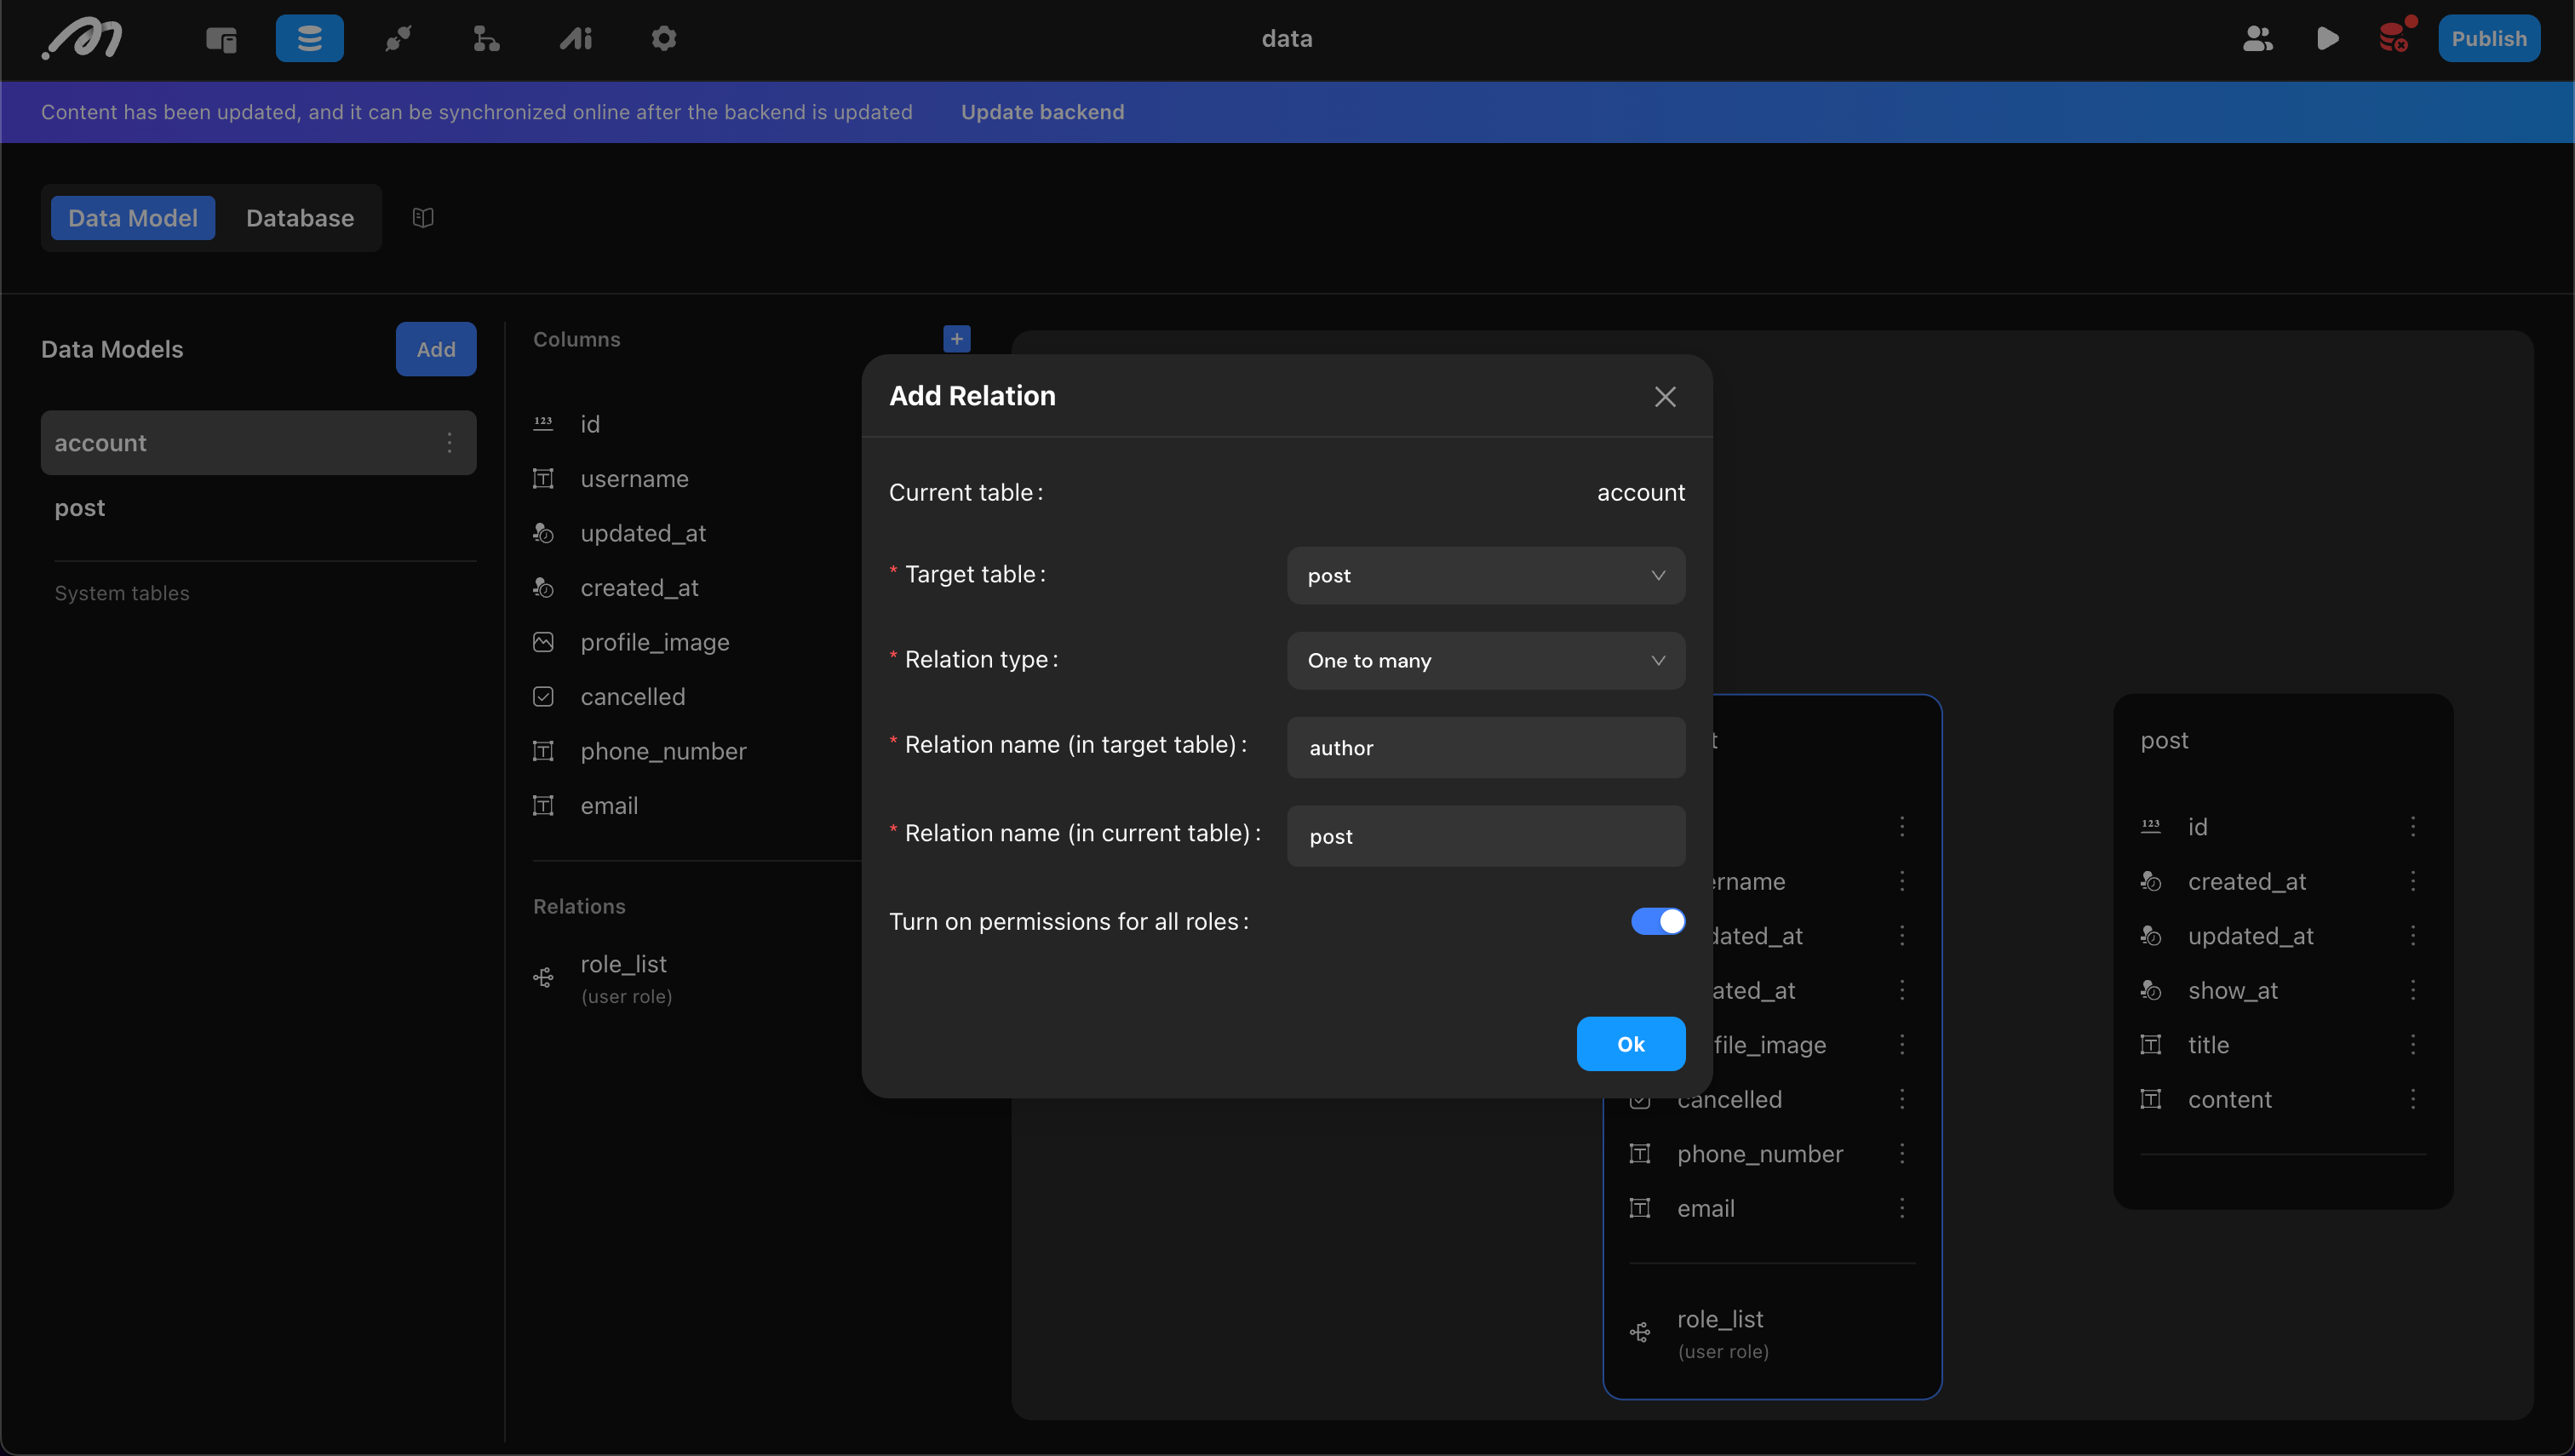 Ai
data
Publish
Content has been updated, and it can be synchronized online after the backend is updated
Update backend
Data Model
Database
Data Models
Add
account
post
System tables
Columns
+
123 id
username
updated_at
created_at
profile_image
cancelled
phone_number
email
Relations
role_list
(user role)
Add Relation
Current table:
account
* Target table:
post
* Relation type:
One to many
* Relation name (in target table):
author
* Relation name (in current table):
post
Turn on permissions for all roles:
Ok
t
ername
dated_at
ated_at
file_image
cancelled
phone_number
email
role_list
(user role)
post
123 id
created_at
updated_at
show_at
title
content